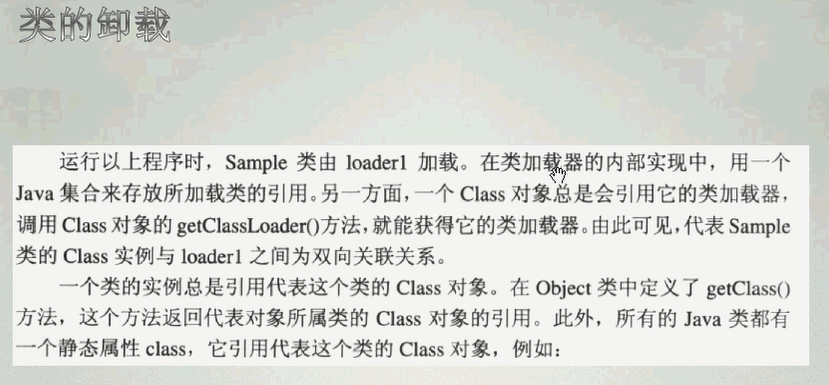 类的卸载
运行以上程序时，Sample 类由 loader1 加载。在类加载器的内部实现中，用一个
Java 集合来存放所加载类的引用。另一方面，一个 Class 对象总是会引用它的类加载器，
调用 Class 对象的 getClassLoader()方法，就能获得它的类加载器。由此可见，代表 Sample
类的 Class 实例与 loader1 之间为双向关联关系。
一个类的实例总是引用代表这个类的 Class 对象。在 Object 类中定义了 getClass()
方法，这个方法返回代表对象所属类的 Class 对象的引用。此外，所有的 Java 类都有
一个静态属性 class，它引用代表这个类的 Class 对象，例如：